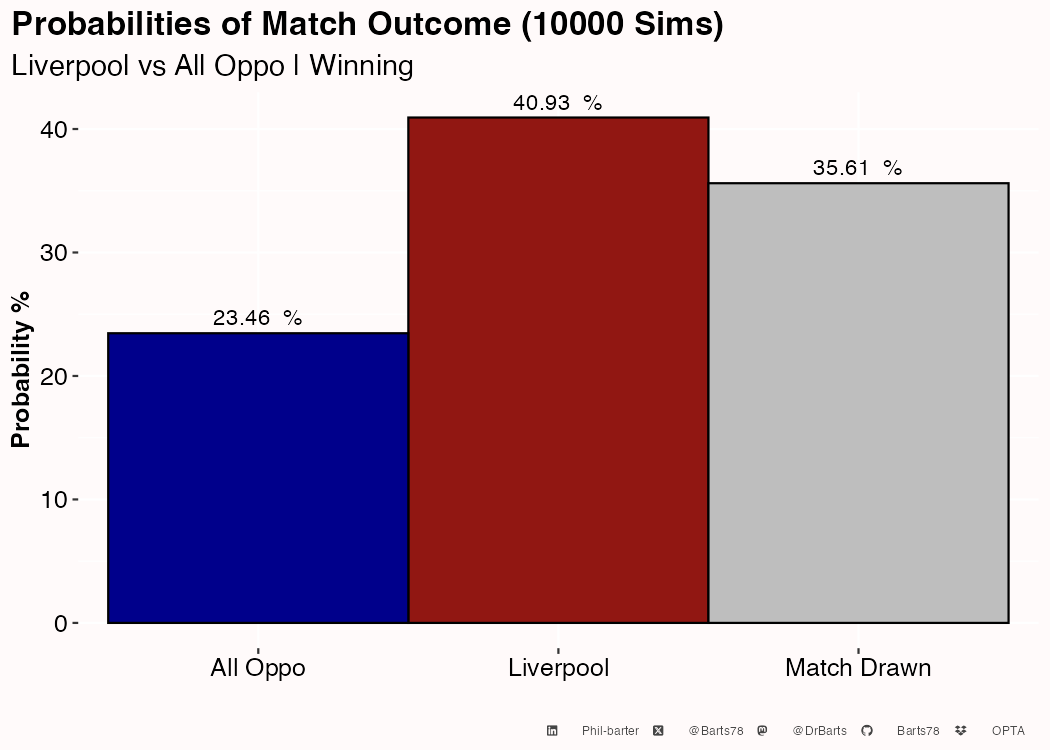 Probabilities of Match Outcome (10000 Sims)
Liverpool vs All Oppo | Winning
40.93 %
40
35.61 %
30
23.46 %
Probability %
20
10
0
All Oppo Liverpool Match Drawn
Phil-barter @Barts78 @DrBarts Barts78 OPTA